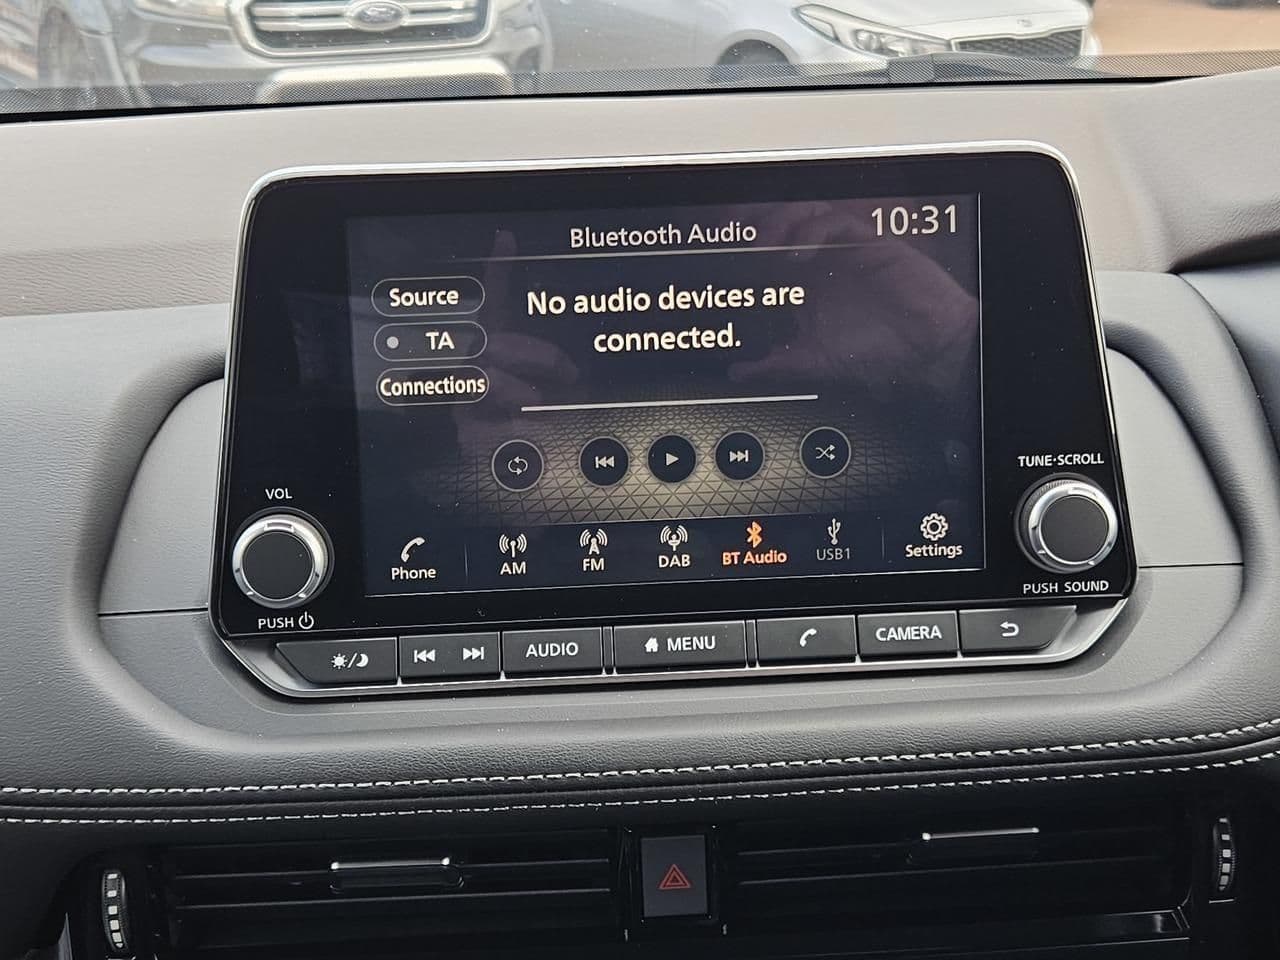 Ford
Bluetooth Audio
10:31
Source
No audio devices are
connected.
TA
Connections
VOL
TUNE·SCROLL
Phone
AM
FM
DAB
BT Audio
USB1
Settings
PUSH
PUSH SOUND
AUDIO
MENU
CAMERA